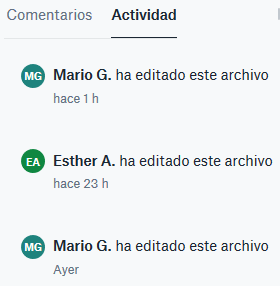 Comentarios Actividad
MG Mario G. ha editado este archivo
hace 1 h
EA Esther A. ha editado este archivo
hace 23 h
MG Mario G. ha editado este archivo
Ayer